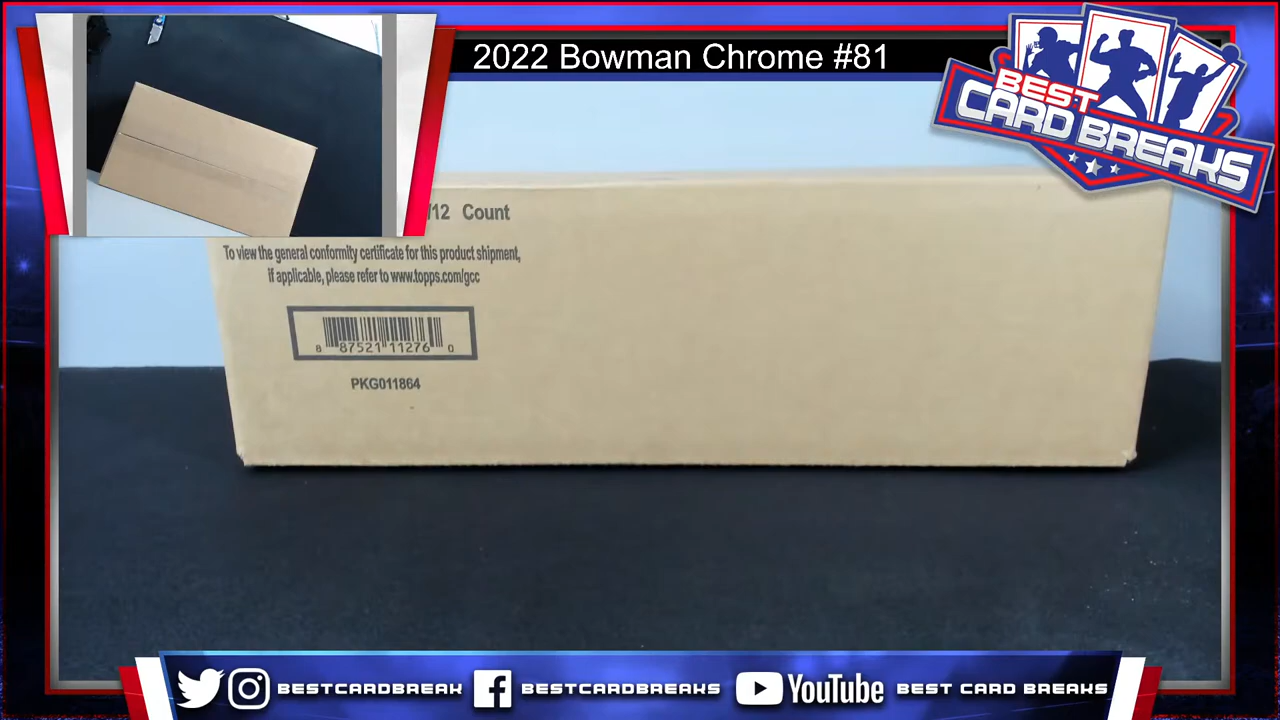 2022 Bowman Chrome #81
BEST
CARD BREAKS
/12 Count
To view the general conformity certificate for this product shipment,
if applicable, please refer to www.topps.com/gcc
8 87521 11276 0
PKG011864
BESTCARDBREAK
BESTCARDBREAKS
YouTube
BEST CARD BREAKS